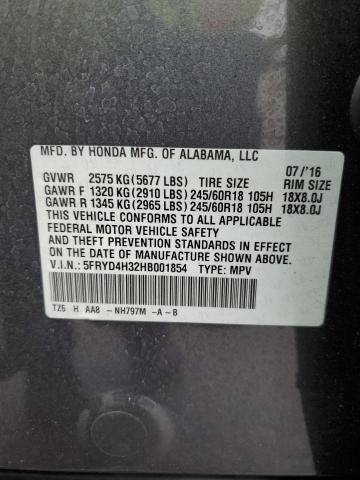 MFD. BY HONDA MFG. OF ALABAMA, LLC
07/'16
GVWR 2575 KG(5677 LBS) TIRE SIZE RIM SIZE
GAWR F 1320 KG(2910 LBS) 245/60R18 105H 18X8.0J
GAWR R 1345 KG(2965 LBS) 245/60R18 105H 18X8.0J
THIS VEHICLE CONFORMS TO ALL APPLICABLE
FEDERAL MOTOR VEHICLE SAFETY
AND THEFT PREVENTION STANDARDS IN EFFECT
ON THE DATE OF MANUFACTURE SHOWN ABOVE.
V.I.N.: 5FRYD4H32HB001854 TYPE: MPV
TZ6 H AA8 -NH797M -A-B